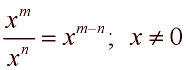 x^m / x^n = x^{m-n}; x ≠ 0